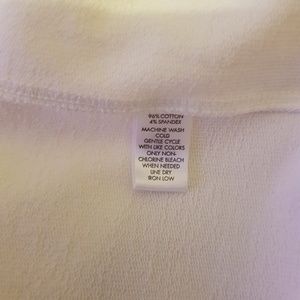 96% COTTON
4% SPANDEX
MACHINE WASH
COLD
GENTLE CYCLE
WITH LIKE COLORS
ONLY NON-
CHLORINE BLEACH
WHEN NEEDED
LINE DRY
IRON LOW